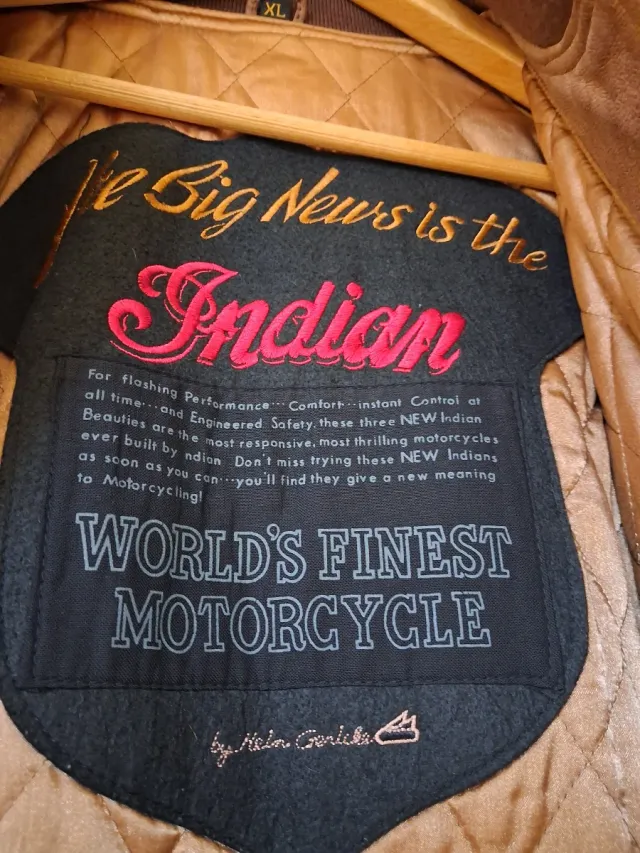 XL
The Big News is the
Indian
For flashing Performance··· Comfort··· instant Control at
all time····and Engineered Safety, these three NEW Indian
Beauties are the most responsive, most thrilling motorcycles
ever built by ndian Don't miss trying these NEW Indians
as soon as you can····you'll find they give a new meaning
to Motorcycling!
WORLD'S FINEST
MOTORCYCLE
by Hein Gericke